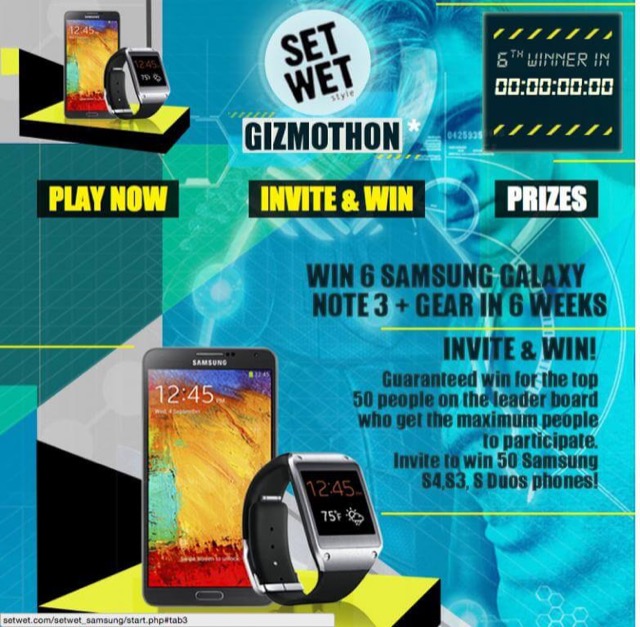 SET
WET
style
GIZMOTHON*
6TH WINNER IN
00:00:00:00
PLAY NOW
INVITE & WIN
PRIZES
WIN 6 SAMSUNG GALAXY
NOTE 3 + GEAR IN 6 WEEKS
INVITE & WIN!
Guaranteed win for the top
50 people on the leader board
who get the maximum people
to participate.
Invite to win 50 Samsung
S4,S3, S Duos phones!
SAMSUNG
12:45
Wed, 4 September
12:45
75°F
setwet.com/setwet_samsung/start.php#tab3